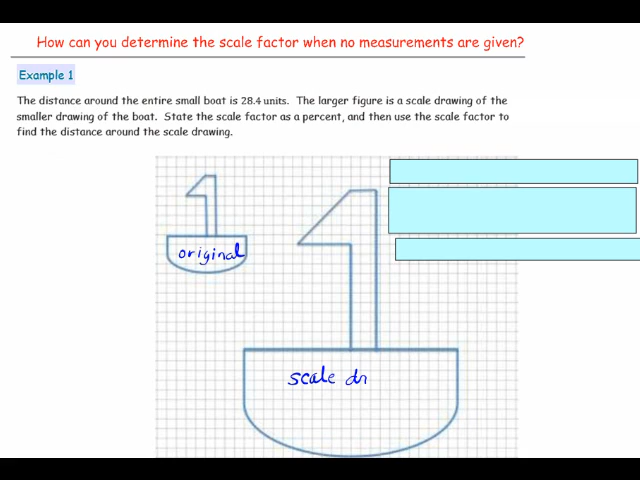 How can you determine the scale factor when no measurements are given?
Example 1
The distance around the entire small boat is 28.4 units. The larger figure is a scale drawing of the
smaller drawing of the boat. State the scale factor as a percent, and then use the scale factor to
find the distance around the scale drawing.
original
scale dr